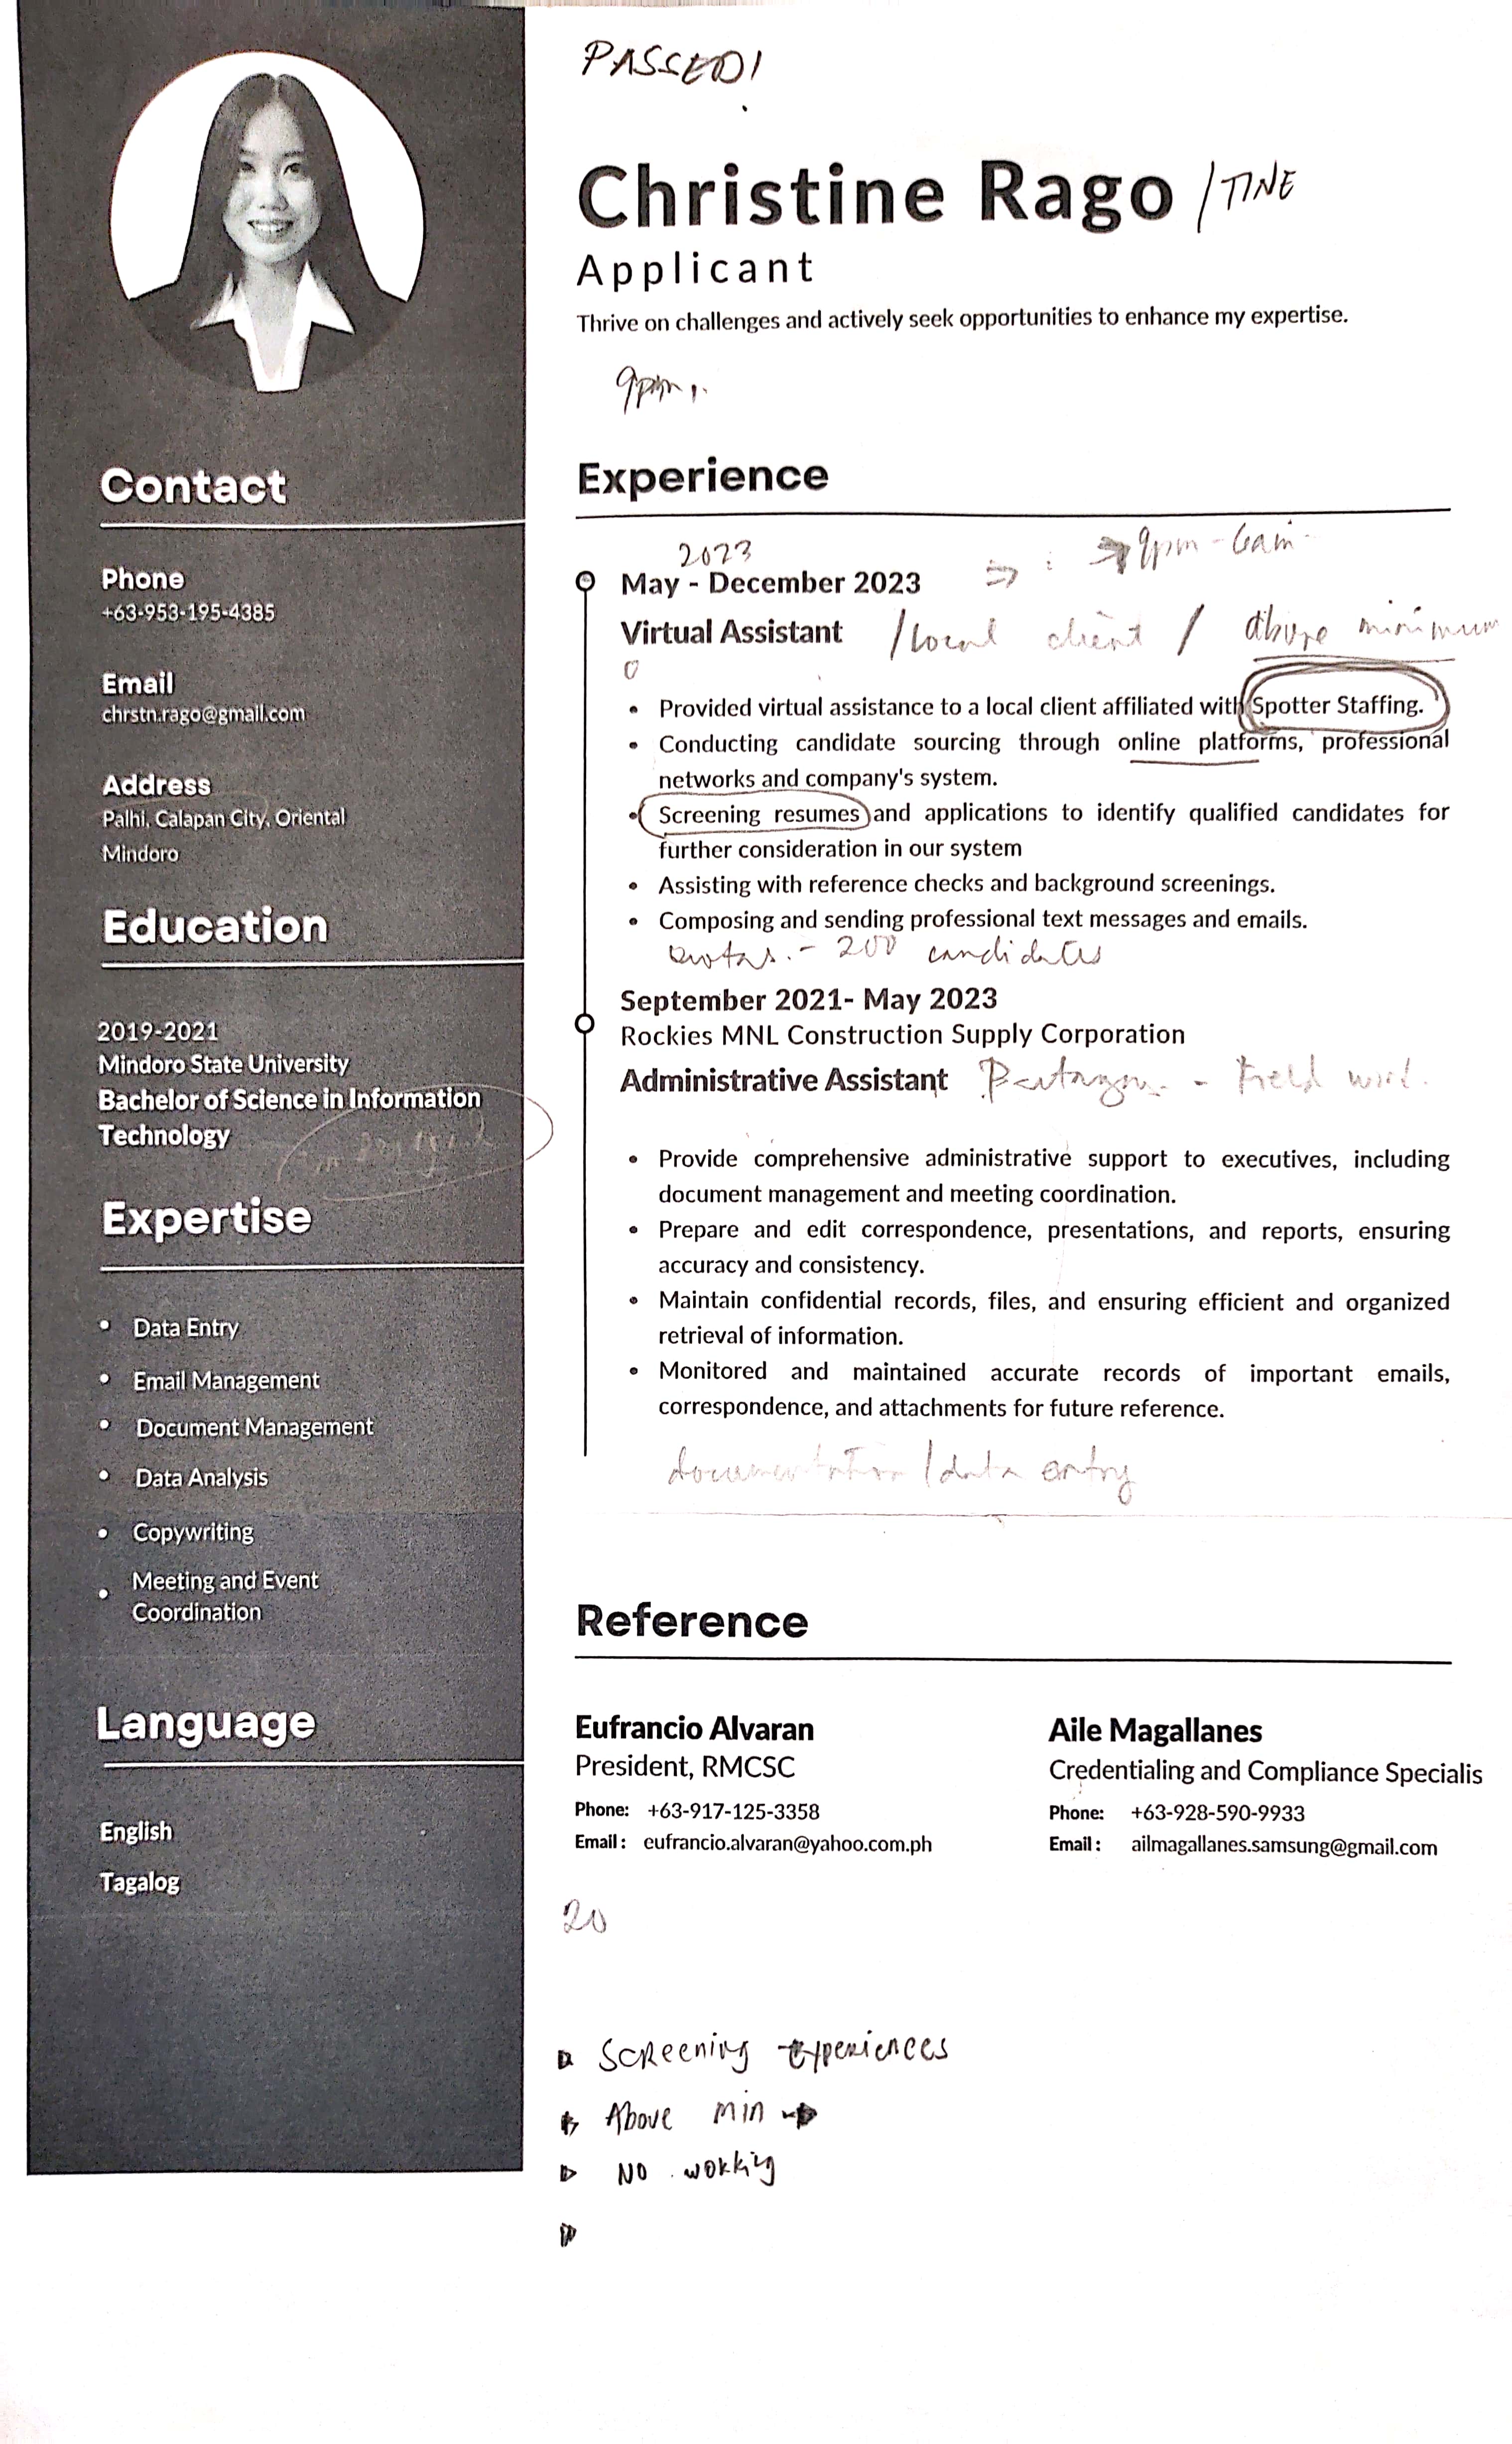 PASSED!
Christine Rago /TINE
Applicant
Thrive on challenges and actively seek opportunities to enhance my expertise.
9pm
Contact
Phone
+63-953-195-4385
Email
chrstn.rago@gmail.com
Address
Palhi, Calapan City, Oriental
Mindoro
Education
2019-2021
Mindoro State University
Bachelor of Science in Information
Technology
Expertise
• Data Entry
• Email Management
• Document Management
• Data Analysis
• Copywriting
• Meeting and Event
Coordination
Language
English
Tagalog
Experience
2023
May - December 2023 9pm - 6am
Virtual Assistant /local client / above minimum
• Provided virtual assistance to a local client affiliated with Spotter Staffing.
• Conducting candidate sourcing through online platforms, professional
networks and company's system.
• Screening resumes and applications to identify qualified candidates for
further consideration in our system
• Assisting with reference checks and background screenings.
• Composing and sending professional text messages and emails.
Quotas. - 200 candidates
September 2021- May 2023
Rockies MNL Construction Supply Corporation
Administrative Assistant - Field work.
• Provide comprehensive administrative support to executives, including
document management and meeting coordination.
• Prepare and edit correspondence, presentations, and reports, ensuring
accuracy and consistency.
• Maintain confidential records, files, and ensuring efficient and organized
retrieval of information.
• Monitored and maintained accurate records of important emails,
correspondence, and attachments for future reference.
documentation /data entry
Reference
Eufrancio Alvaran
President, RMCSC
Phone: +63-917-125-3358
Email : eufrancio.alvaran@yahoo.com.ph
Aile Magallanes
Credentialing and Compliance Specialis
Phone: +63-928-590-9933
Email : ailmagallanes.samsung@gmail.com
20
Screening experiences
Above min
No working